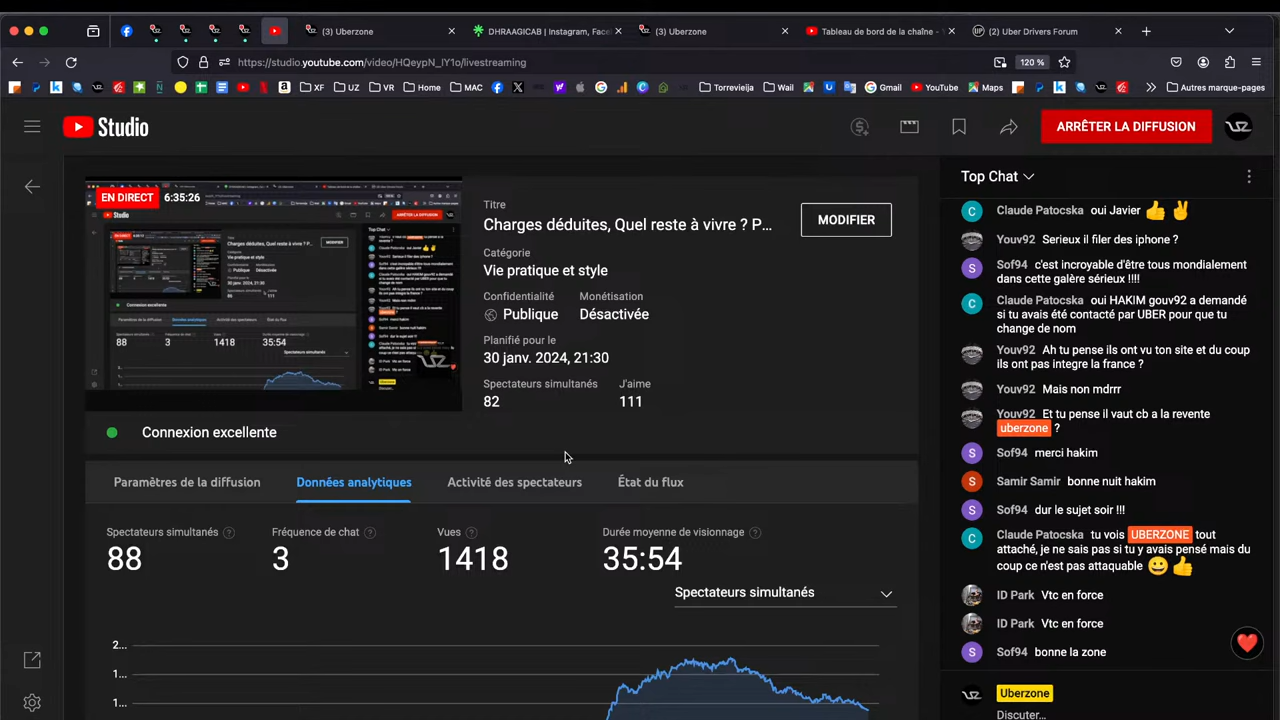 (3) Uberzone
DHRAAGICAB | Instagram, Face
(3) Uberzone
Tableau de bord de la chaîne -
(2) Uber Drivers Forum
https://studio.youtube.com/video/HQeypN_lY1o/livestreaming
120 %
XF
UZ
VR
Home
MAC
Torrevieja
Wail
Gmail
YouTube
Maps
Autres marque-pages
Studio
ARRÊTER LA DIFFUSION
EN DIRECT 6:35:26
Titre
Charges déduites, Quel reste à vivre ? P...
MODIFIER
Catégorie
Vie pratique et style
Confidentialité
Monétisation
Publique
Désactivée
Planifié pour le
30 janv. 2024, 21:30
Spectateurs simultanés
J'aime
82
111
Connexion excellente
Paramètres de la diffusion
Données analytiques
Activité des spectateurs
État du flux
Spectateurs simultanés
Fréquence de chat
Vues
Durée moyenne de visionnage
88
3
1418
35:54
Spectateurs simultanés
2...
1...
1...
Top Chat
Claude Patocska oui Javier
Youv92 Serieux il filer des iphone ?
Sof94 c'est incroyable d'être tous mondialement
dans cette galère sérieux !!!!
Claude Patocska oui HAKIM gouv92 a demandé
si tu avais été contacté par UBER pour que tu
change de nom
Youv92 Ah tu pense ils ont vu ton site et du coup
ils ont pas integre la france ?
Youv92 Mais non mdrrr
Youv92 Et tu pense il vaut cb a la revente
uberzone ?
Sof94 merci hakim
Samir Samir bonne nuit hakim
Sof94 dur le sujet soir !!!
Claude Patocska tu vois UBERZONE tout
attaché, je ne sais pas si tu y avais pensé mais du
coup ce n'est pas attaquable
ID Park Vtc en force
ID Park Vtc en force
Sof94 bonne la zone
Uberzone
Discuter...